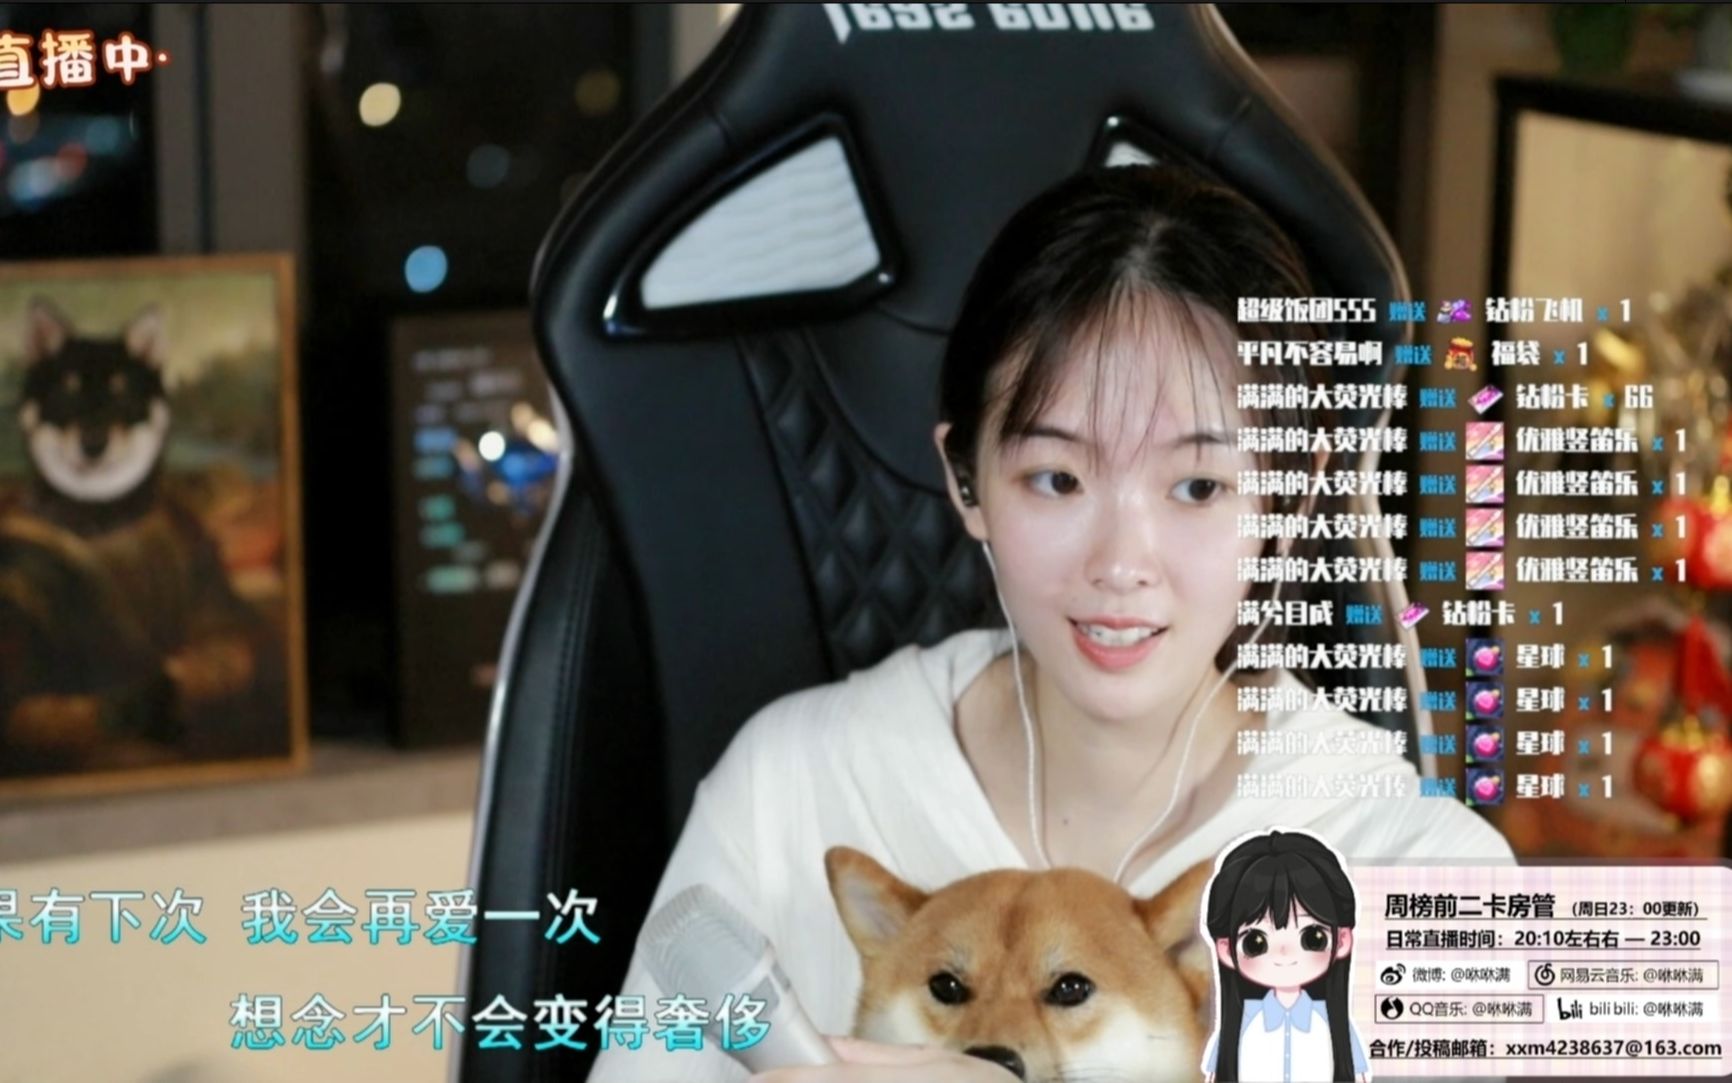 直播中·
超级饭团555 赠送 钻粉飞机 x 1
平凡不容易啊 赠送 福袋 x 1
满满的大荧光棒 赠送 钻粉卡 x 66
满满的大荧光棒 赠送 优雅竖笛乐 x 1
满满的大荧光棒 赠送 优雅竖笛乐 x 1
满满的大荧光棒 赠送 优雅竖笛乐 x 1
满满的大荧光棒 赠送 优雅竖笛乐 x 1
满兮目成 赠送 钻粉卡 x 1
满满的大荧光棒 赠送 星球 x 1
满满的大荧光棒 赠送 星球 x 1
满满的大荧光棒 赠送 星球 x 1
满满的大荧光棒 赠送 星球 x 1
果有下次 我会再爱一次
想念才不会变得奢侈
周榜前二卡房管 (周日23: 00更新)
日常直播时间: 20:10左右右 — 23:00
微博: @咻咻满
网易云音乐: @咻咻满
QQ音乐: @咻咻满
bilibili bilibili: @咻咻满
合作/投稿邮箱: xxm4238637@163.com